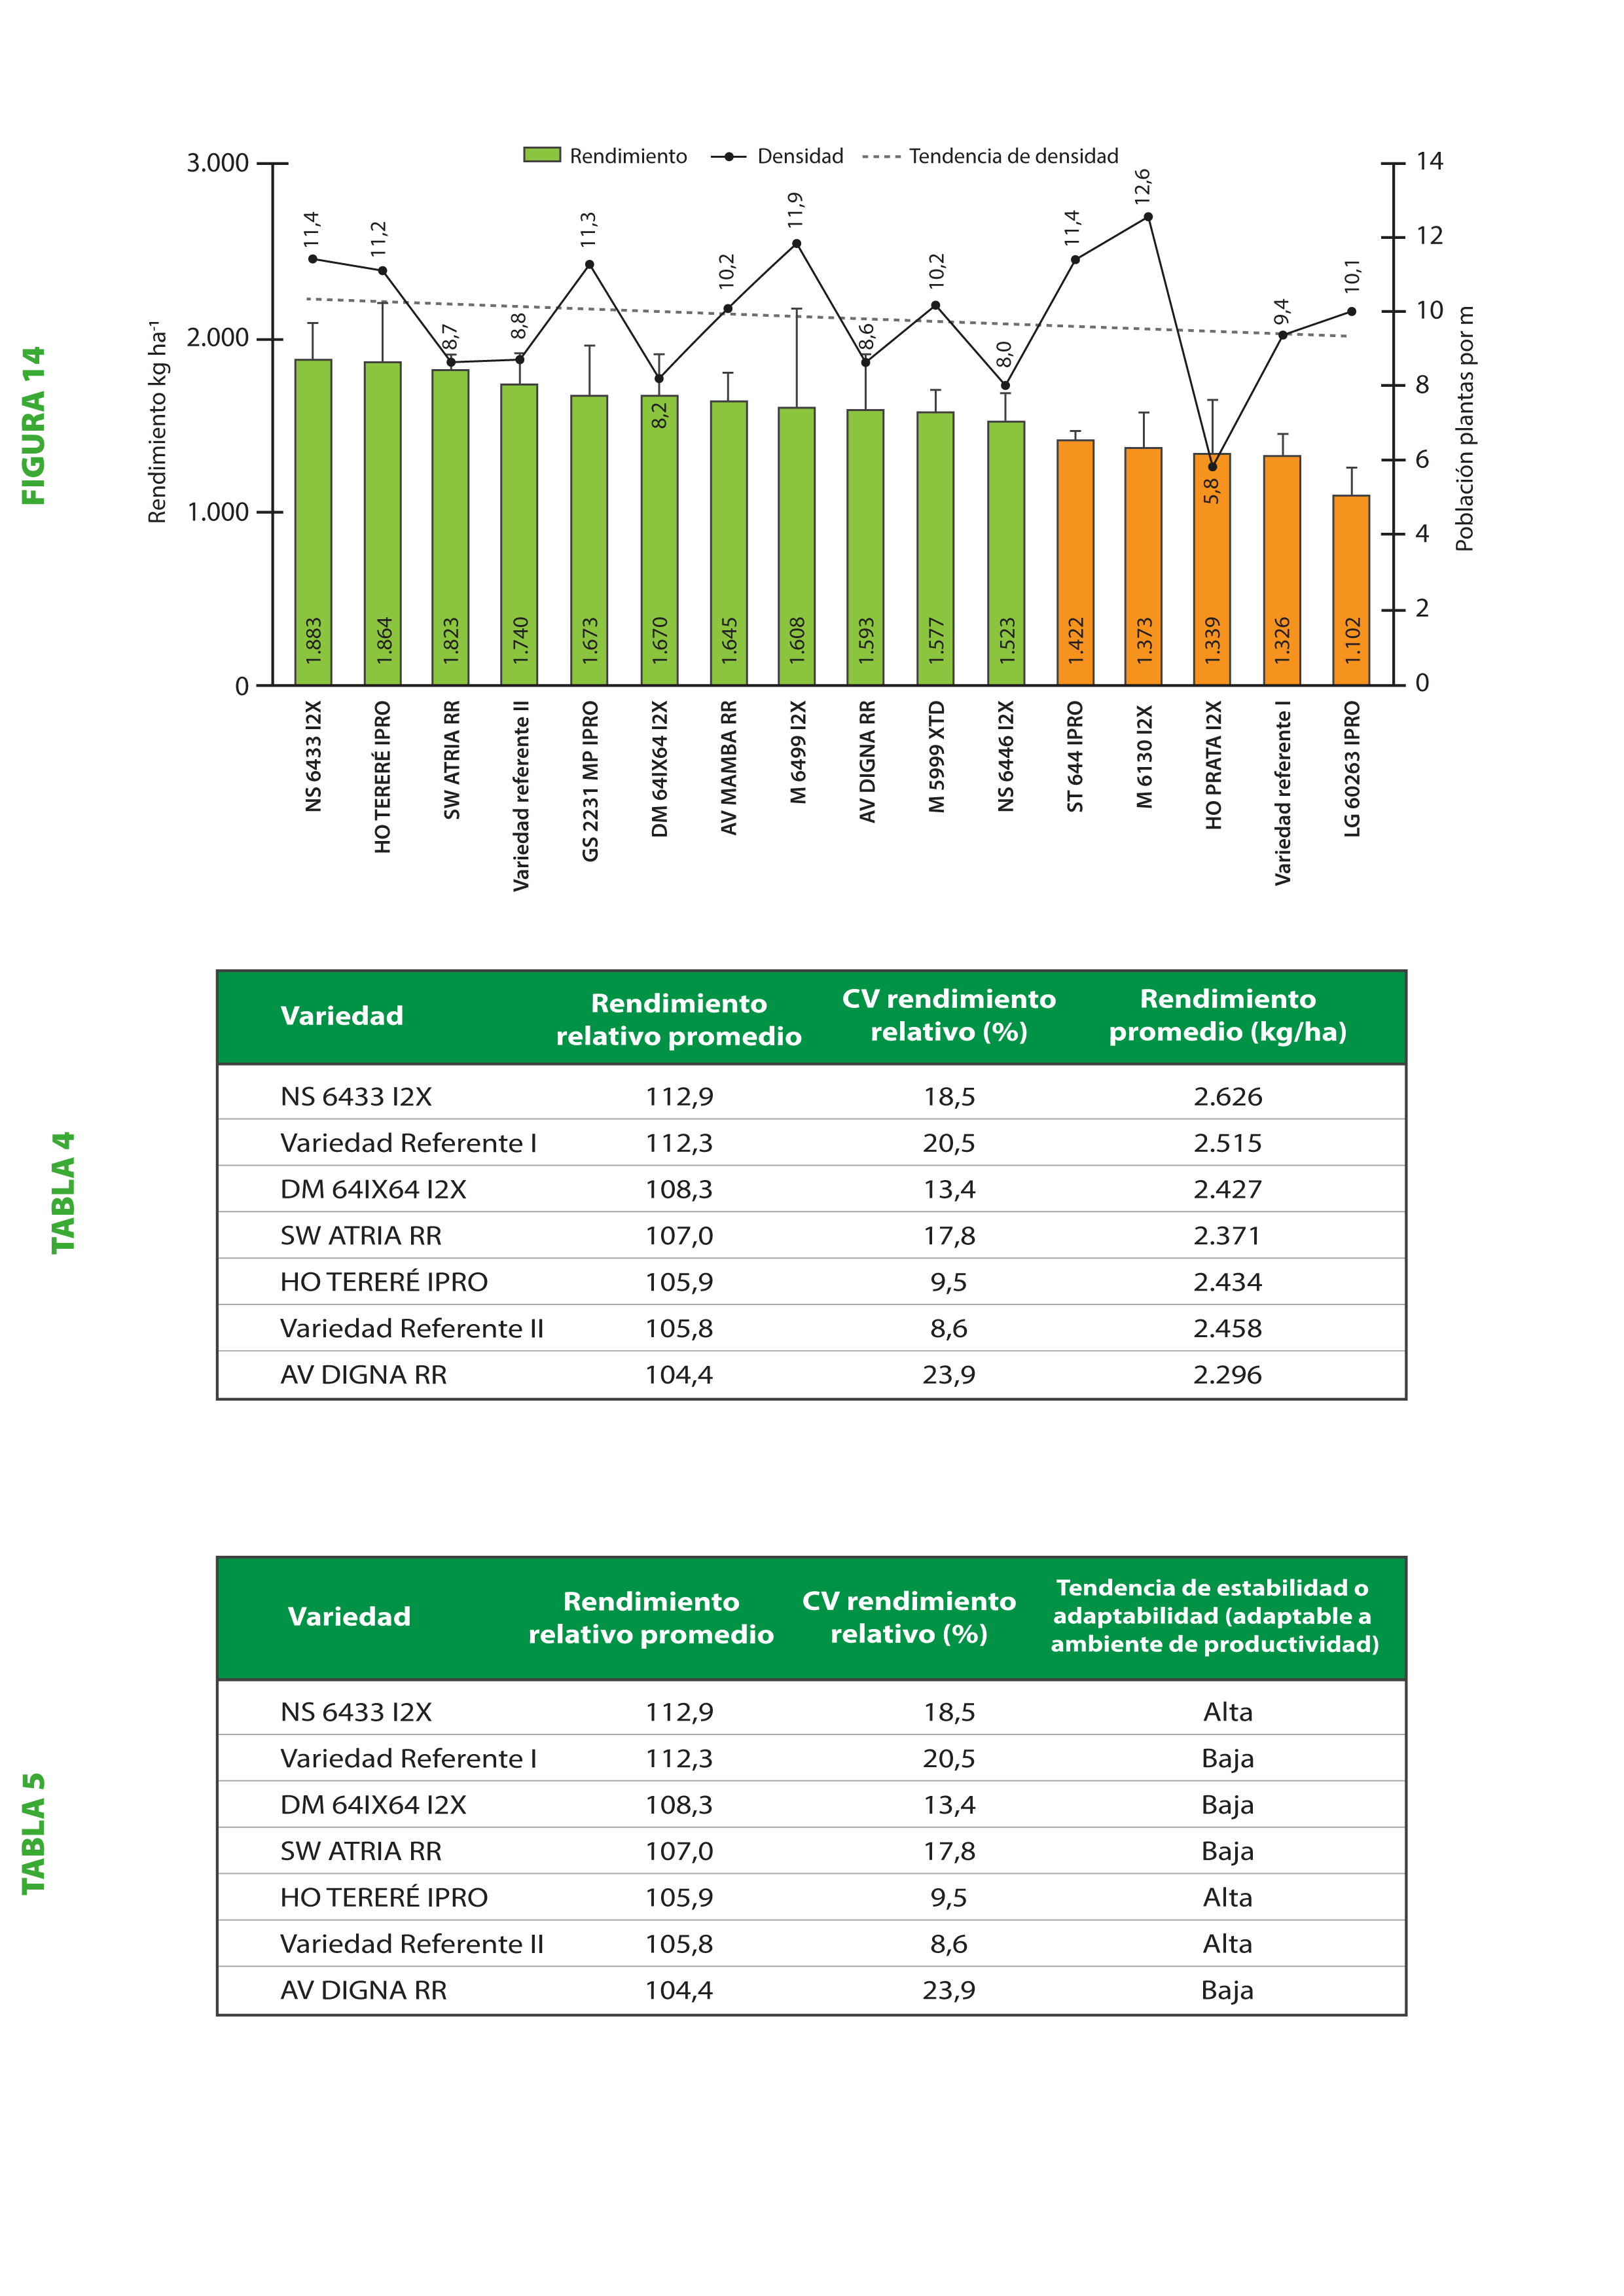 FIGURA 14
Rendimiento Densidad Tendencia de densidad
Rendimiento kg ha-1
3.000
2.000
1.000
0
14
12
10
8
6
4
2
0
Población plantas por m
11,4
11,2
8,7
8,8
11,3
8,2
10,2
11,9
8,6
10,2
8,0
11,4
12,6
5,8
9,4
10,1
1.883
1.864
1.823
1.740
1.673
1.670
1.645
1.608
1.593
1.577
1.523
1.422
1.373
1.339
1.326
1.102
NS 6433 I2X
HO TERERÉ IPRO
SW ATRIA RR
Variedad referente II
GS 2231 MP IPRO
DM 64IX64 I2X
AV MAMBA RR
M 6499 I2X
AV DIGNA RR
M 5999 XTD
NS 6446 I2X
ST 644 IPRO
M 6130 I2X
HO PRATA I2X
Variedad referente I
LG 60263 IPRO
TABLA 4
Variedad
Rendimiento
relativo promedio
CV rendimiento
relativo (%)
Rendimiento
promedio (kg/ha)
NS 6433 I2X 112,9 18,5 2.626
Variedad Referente I 112,3 20,5 2.515
DM 64IX64 I2X 108,3 13,4 2.427
SW ATRIA RR 107,0 17,8 2.371
HO TERERÉ IPRO 105,9 9,5 2.434
Variedad Referente II 105,8 8,6 2.458
AV DIGNA RR 104,4 23,9 2.296
TABLA 5
Variedad
Rendimiento
relativo promedio
CV rendimiento
relativo (%)
Tendencia de estabilidad o
adaptabilidad (adaptable a
ambiente de productividad)
NS 6433 I2X 112,9 18,5 Alta
Variedad Referente I 112,3 20,5 Baja
DM 64IX64 I2X 108,3 13,4 Baja
SW ATRIA RR 107,0 17,8 Baja
HO TERERÉ IPRO 105,9 9,5 Alta
Variedad Referente II 105,8 8,6 Alta
AV DIGNA RR 104,4 23,9 Baja